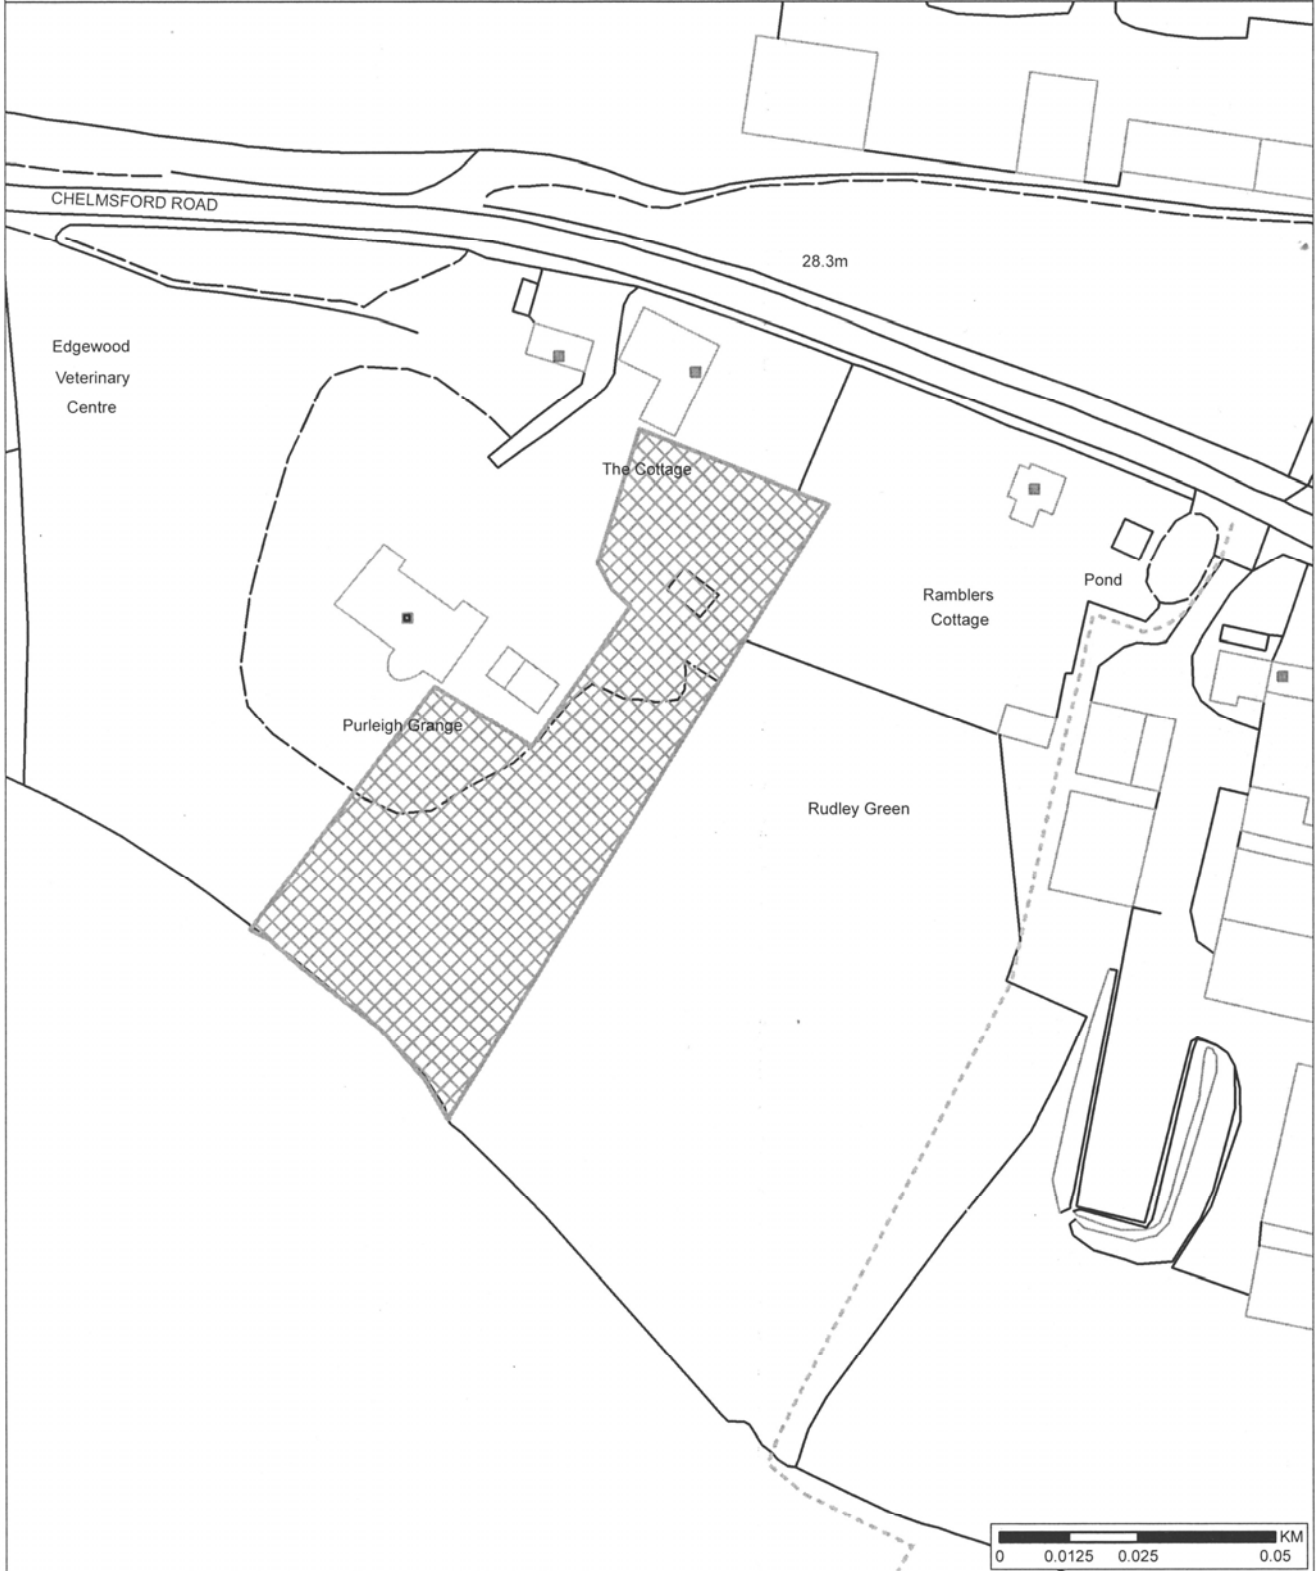 CHELMSFORD ROAD
28.3m
Edgewood
Veterinary
Centre
The Cottage
Pond
Ramblers
Cottage
Purleigh Grange
Rudley Green
KM
0 0.0125 0.025 0.05